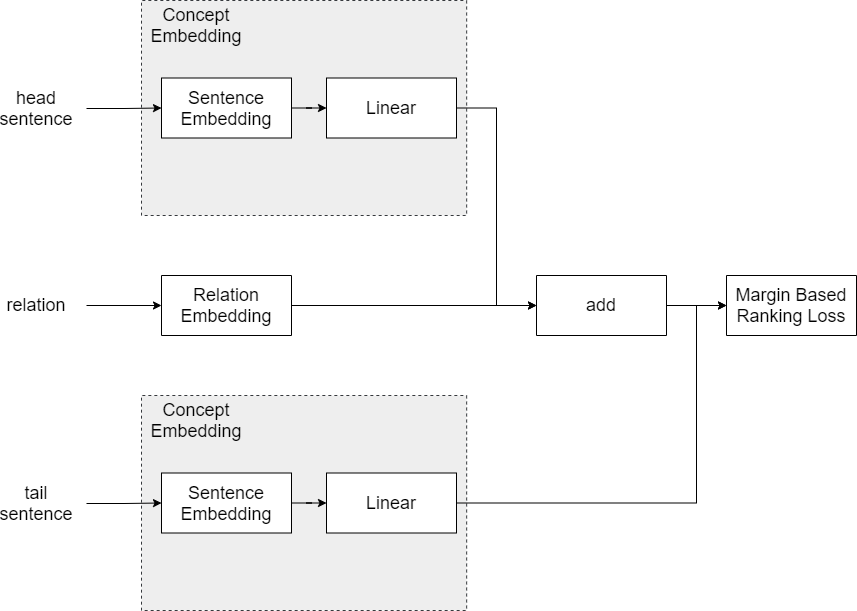 Concept
Embedding
head
sentence
Sentence
Embedding
Linear
relation
Relation
Embedding
add
Margin Based
Ranking Loss
Concept
Embedding
tail
sentence
Sentence
Embedding
Linear